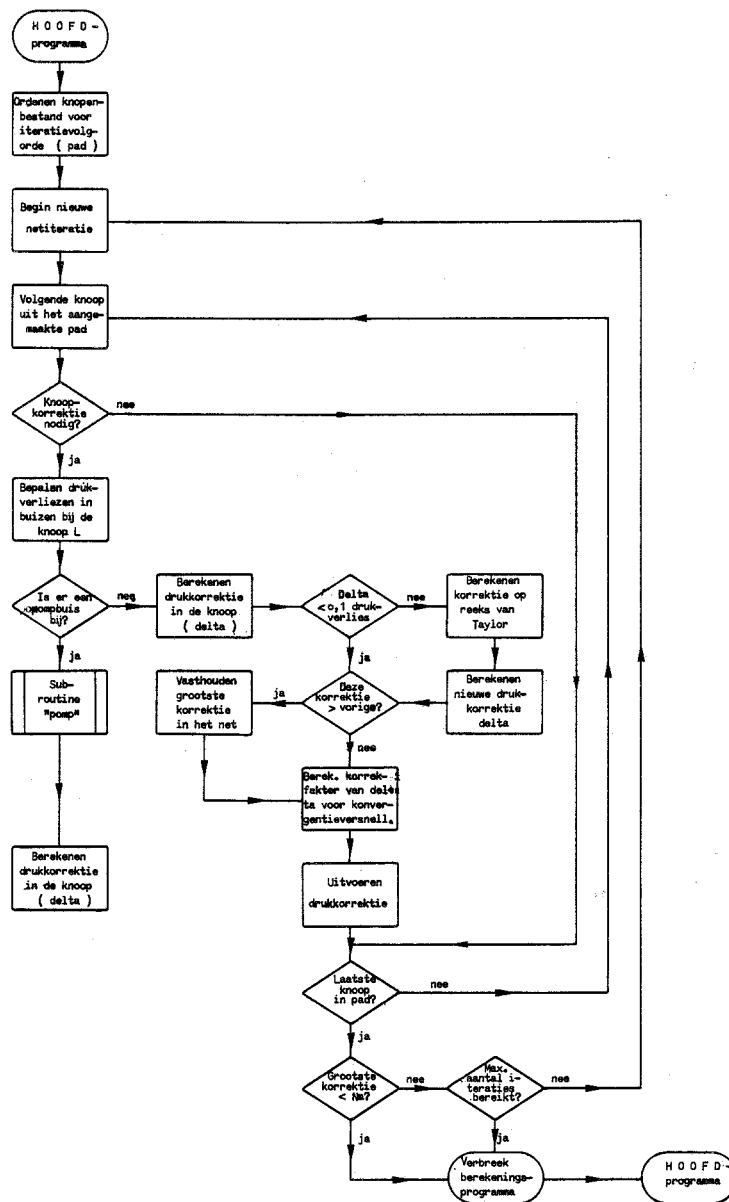 H O O F D -
programma
Ordenen knopen-
bestand voor
iteratievolg-
orde ( pad )
Begin nieuwe
netiteratie
Volgende knoop
uit het aange-
maakte pad
Knoop-
korrektie
nodig?
nee
ja
Bepalen druk-
verliezen in
buizen bij de
knoop L
Is er een
pompbuis
bij?
nee
ja
Berekenen
drukkorrektie
in de knoop
( delta )
Delta
< 0,1 druk-
verlies
nee
ja
Berekenen
korrektie op
reeks van
Taylor
Sub-
routine
"pomp"
Vasthouden
grootste
korrektie
in het net
ja
Deze
korrektie
> vorige?
nee
Berekenen
nieuwe druk-
korrektie
delta
Berek. korrek-
fakter van delta
ta voor konver-
gentieversnell.
Berekenen
drukkorrektie
in de knoop
( delta )
Uitvoeren
drukkorrektie
Laatste
knoop
in pad?
nee
ja
Grootste
korrektie
< Nm?
nee
ja
Max.
aantal i-
teraties
bereikt?
nee
ja
Verbreek
berekenings-
programma
H O O F D -
programma